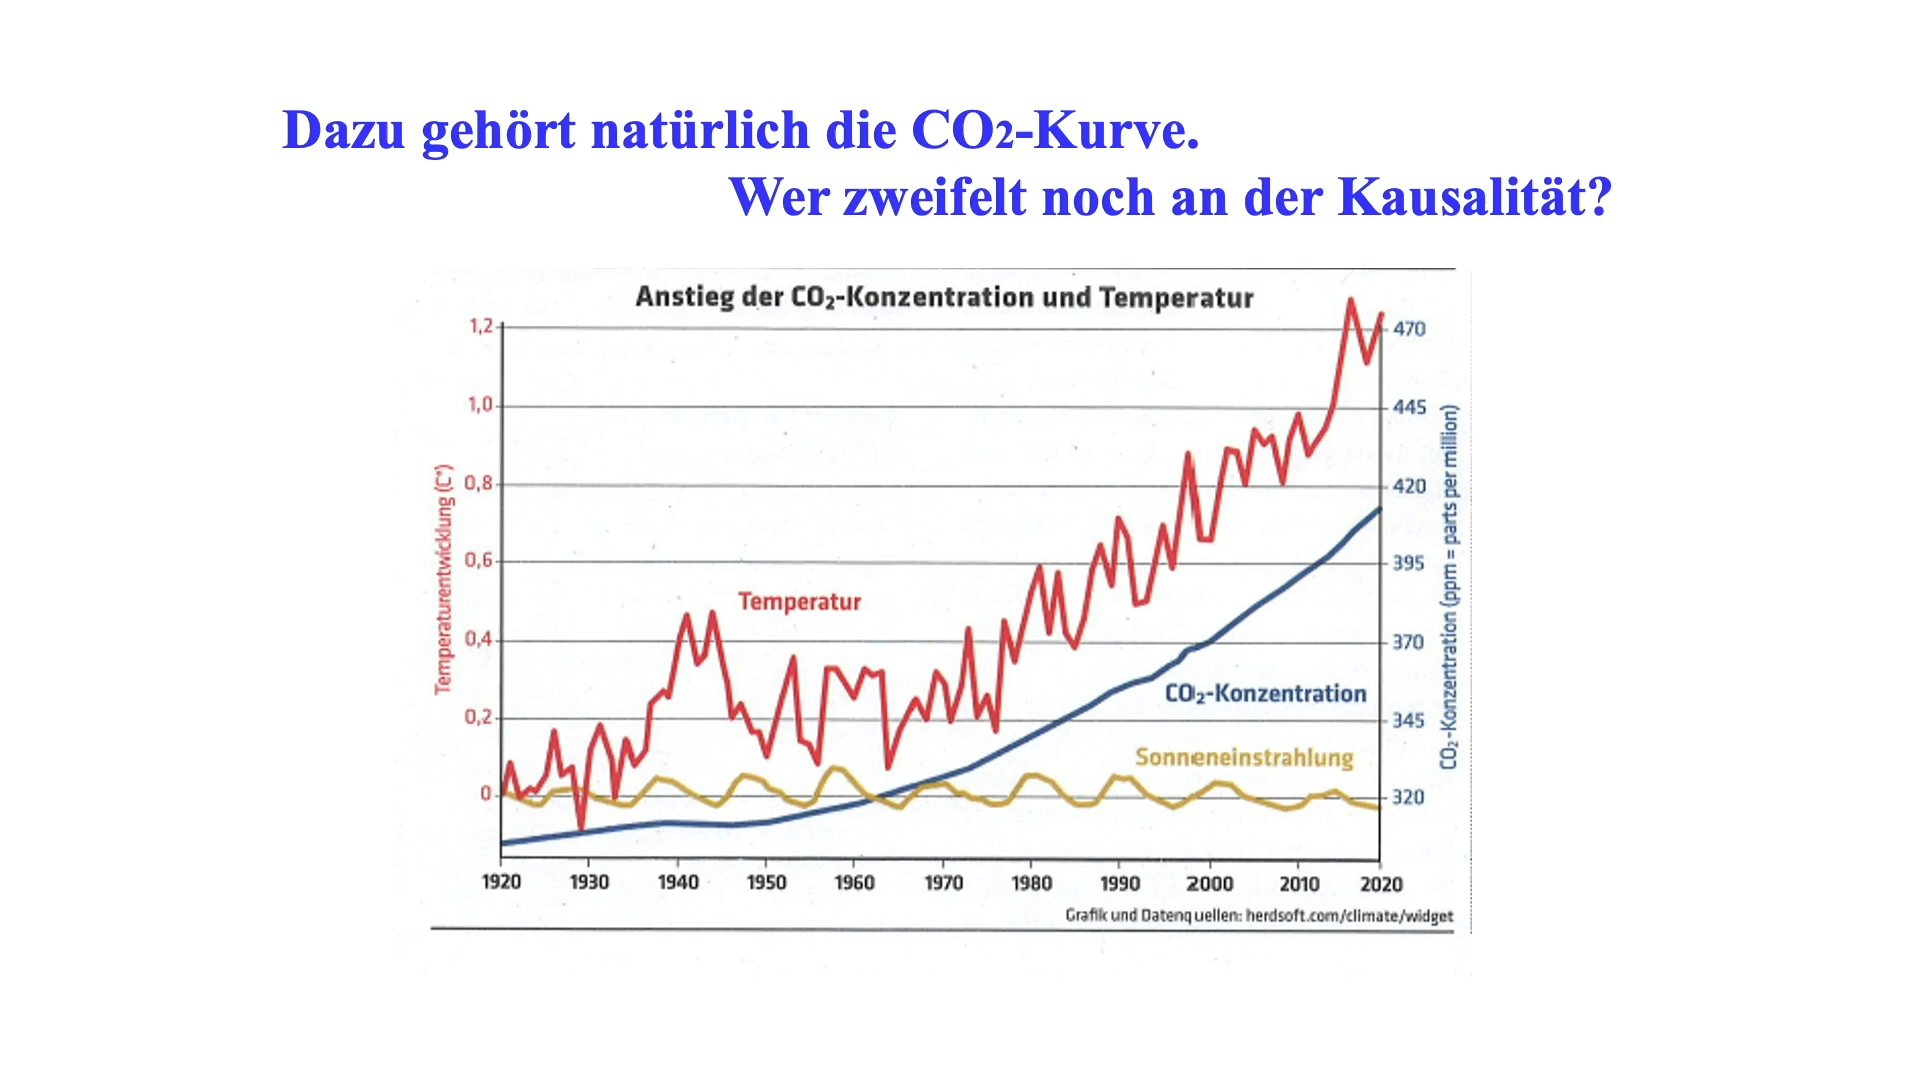 Dazu gehört natürlich die CO2-Kurve.
Wer zweifelt noch an der Kausalität?
Anstieg der CO₂-Konzentration und Temperatur
1,2
1,0
0,8
0,6
0,4
0,2
0
Temperaturentwicklung (C°)
470
445
420
395
370
345
320
CO₂-Konzentration (ppm = parts per million)
Temperatur
CO₂-Konzentration
Sonneneinstrahlung
1920 1930 1940 1950 1960 1970 1980 1990 2000 2010 2020
Grafik und Datenquellen: herdsoft.com/climate/widget